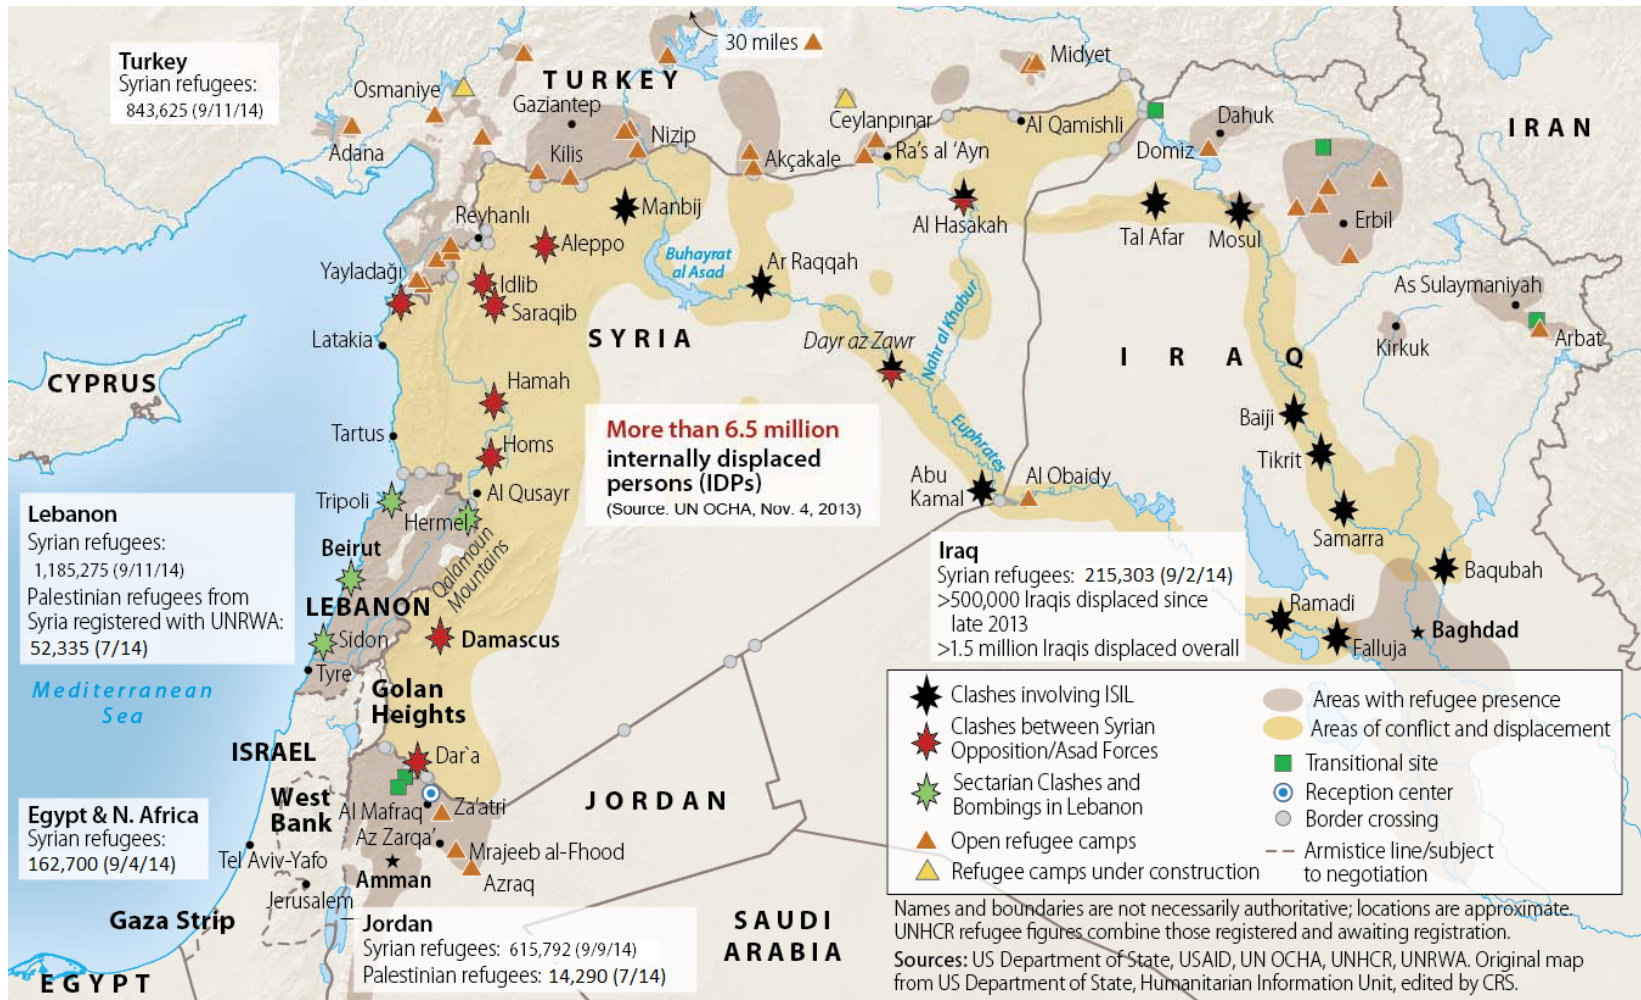 Turkey
Syrian refugees:
843,625 (9/11/14)
30 miles
Midyet
TURKEY
Osmaniye
Gaziantep
Adana
Nizip
Kilis
Akçakale
Ceylanpınar
Ra's al 'Ayn
Al Qamishli
Domiz
Dahuk
IRAN
Reyhanlı
Manbij
Aleppo
Al Hasakah
Tal Afar
Mosul
Erbil
Yayladağı
Idlib
Saraqib
Buhayrat
al Asad
Ar Raqqah
As Sulaymaniyah
Latakia
SYRIA
Dayr az Zawr
Nahr al Khabur
IRAQ
Kirkuk
Arbat
CYPRUS
Hamah
Baiji
Tartus
Homs
More than 6.5 million
internally displaced
persons (IDPs)
(Source: UN OCHA, Nov. 4, 2013)
Euphrates
Tikrit
Abu
Kamal
Al Obaidy
Tripoli
Al Qusayr
Hermel
Samarra
Lebanon
Syrian refugees:
1,185,275 (9/11/14)
Palestinian refugees from
Syria registered with UNRWA:
52,335 (7/14)
Beirut
Qalamoun
Mountains
LEBANON
Iraq
Syrian refugees: 215,303 (9/2/14)
>500,000 Iraqis displaced since
late 2013
>1.5 million Iraqis displaced overall
Baqubah
Ramadi
Baghdad
Falluja
Sidon
Damascus
Tyre
Mediterranean
Sea
Golan
Heights
ISRAEL
Dar`a
West
Bank
Al Mafraq
Za'atri
JORDAN
Az Zarqa'
Mrajeeb al-Fhood
Egypt & N. Africa
Syrian refugees:
162,700 (9/4/14)
Tel Aviv-Yafo
Amman
Azraq
Jerusalem
Gaza Strip
Jordan
Syrian refugees: 615,792 (9/9/14)
Palestinian refugees: 14,290 (7/14)
SAUDI
ARABIA
EGYPT
Clashes involving ISIL
Clashes between Syrian
Opposition/Asad Forces
Sectarian Clashes and
Bombings in Lebanon
Open refugee camps
Refugee camps under construction
Areas with refugee presence
Areas of conflict and displacement
Transitional site
Reception center
Border crossing
Armistice line/subject
to negotiation
Names and boundaries are not necessarily authoritative; locations are approximate.
UNHCR refugee figures combine those registered and awaiting registration.
Sources: US Department of State, USAID, UN OCHA, UNHCR, UNRWA. Original map
from US Department of State, Humanitarian Information Unit, edited by CRS.